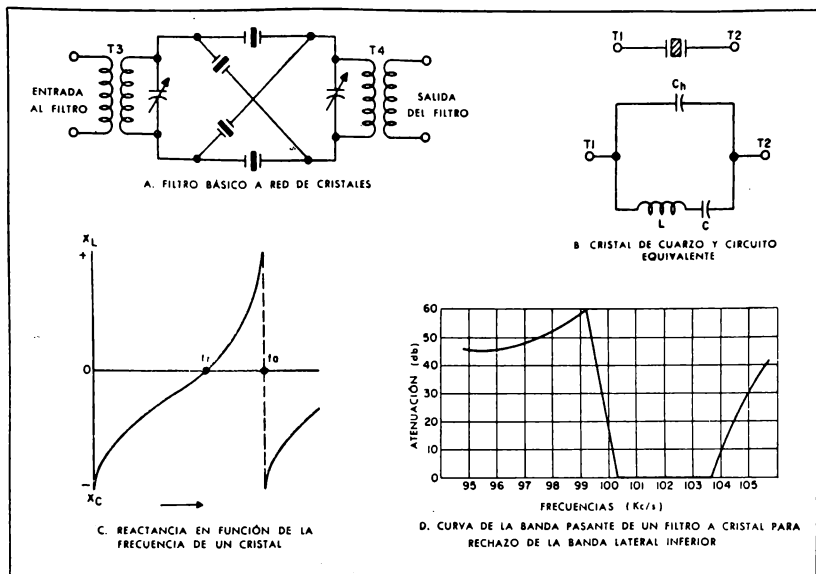 T3
T4
ENTRADA
AL FILTRO
SALIDA
DEL FILTRO
A. FILTRO BÁSICO A RED DE CRISTALES
T1
T2
Ch
T1
T2
L
C
B CRISTAL DE CUARZO Y CIRCUITO
EQUIVALENTE
XL
+
0
fr
fa
−
XC
C. REACTANCIA EN FUNCIÓN DE LA
FRECUENCIA DE UN CRISTAL
ATENUACIÓN (db)
60
50
40
30
20
10
0
95 96 97 98 99 100 101 102 103 104 105
FRECUENCIAS (Kc/s)
D. CURVA DE LA BANDA PASANTE DE UN FILTRO A CRISTAL PARA
RECHAZO DE LA BANDA LATERAL INFERIOR